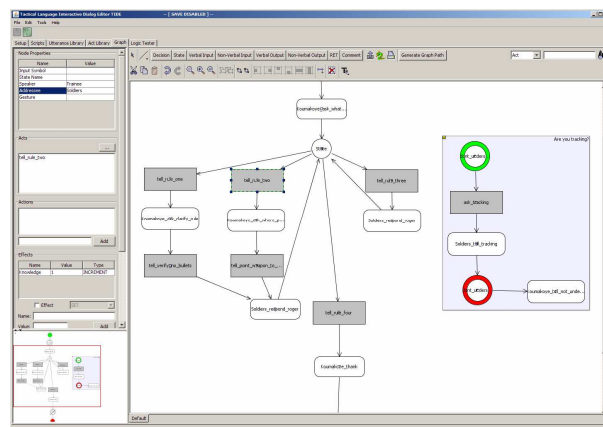 Tactical Language Interactive Dialog Editor TIDE -- [ SAVE DISABLED ] --
File Edit Tools Help
Setup Scripts Utterance Library Act Library Graph Logic Tester
Decision State Verbal Input Non-Verbal Input Verbal Output Non-Verbal Output RET Comment Generate Graph Path Act
Node Properties
Name Value
Input Symbol
State Name
Speaker Trainee
Addressee Soldiers
Gesture
Acts
...
tell_rule_two
Actions
Add
Effects
Name Value Type
Knowledge 1 INCREMENT
Effect SET
Name:
Value Add
State
tell_rule_one
tell_rule_two
tell_rule_three
tell_rule_four
Soldiers_respond_roger
Soldiers_respond_roger
Are you tracking?
ask_tracking
Soldiers_tell_tracking
Default